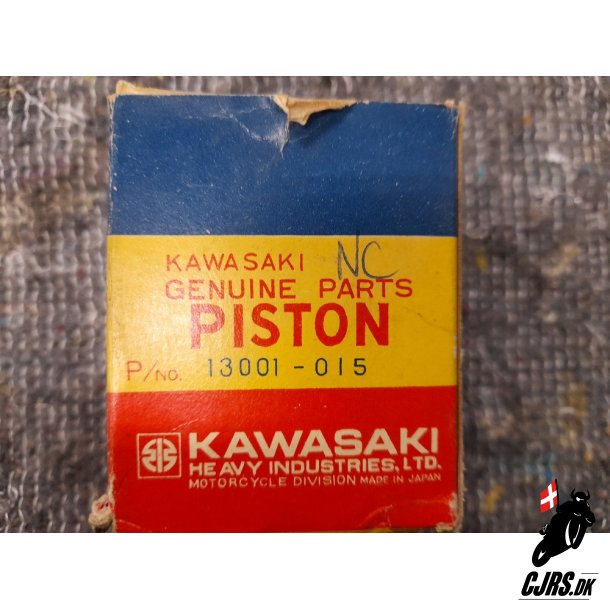 KAWASAKI NC
GENUINE PARTS
PISTON
P/No. 13001-015
KAWASAKI
HEAVY INDUSTRIES, LTD.
MOTORCYCLE DIVISION MADE IN JAPAN
CJRS.DK